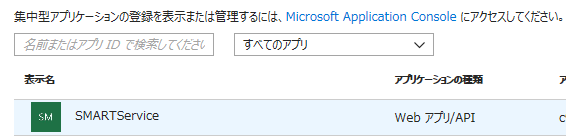 集中型アプリケーションの登録を表示または管理するには、Microsoft Application Console にアクセスしてください。
名前またはアプリ ID で検索してくださし
すべてのアプリ
表示名 アプリケーションの種類
SM SMARTService Web アプリ/API